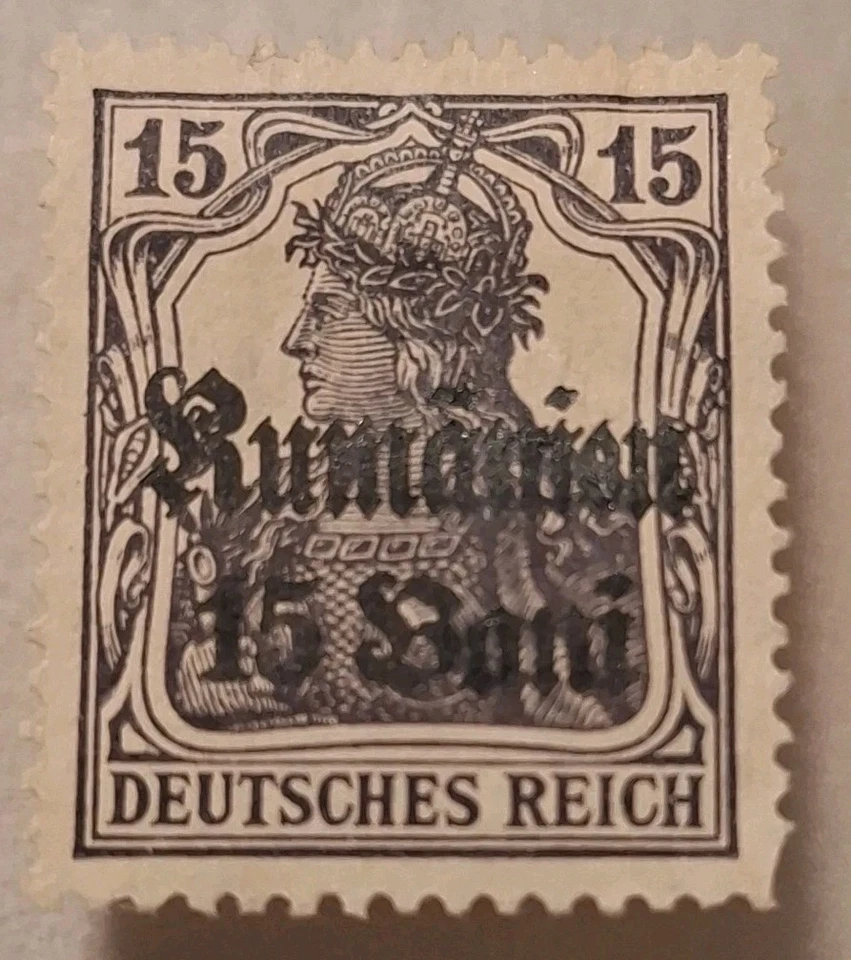 15 15
Rumänien
15 Bani
DEUTSCHES REICH